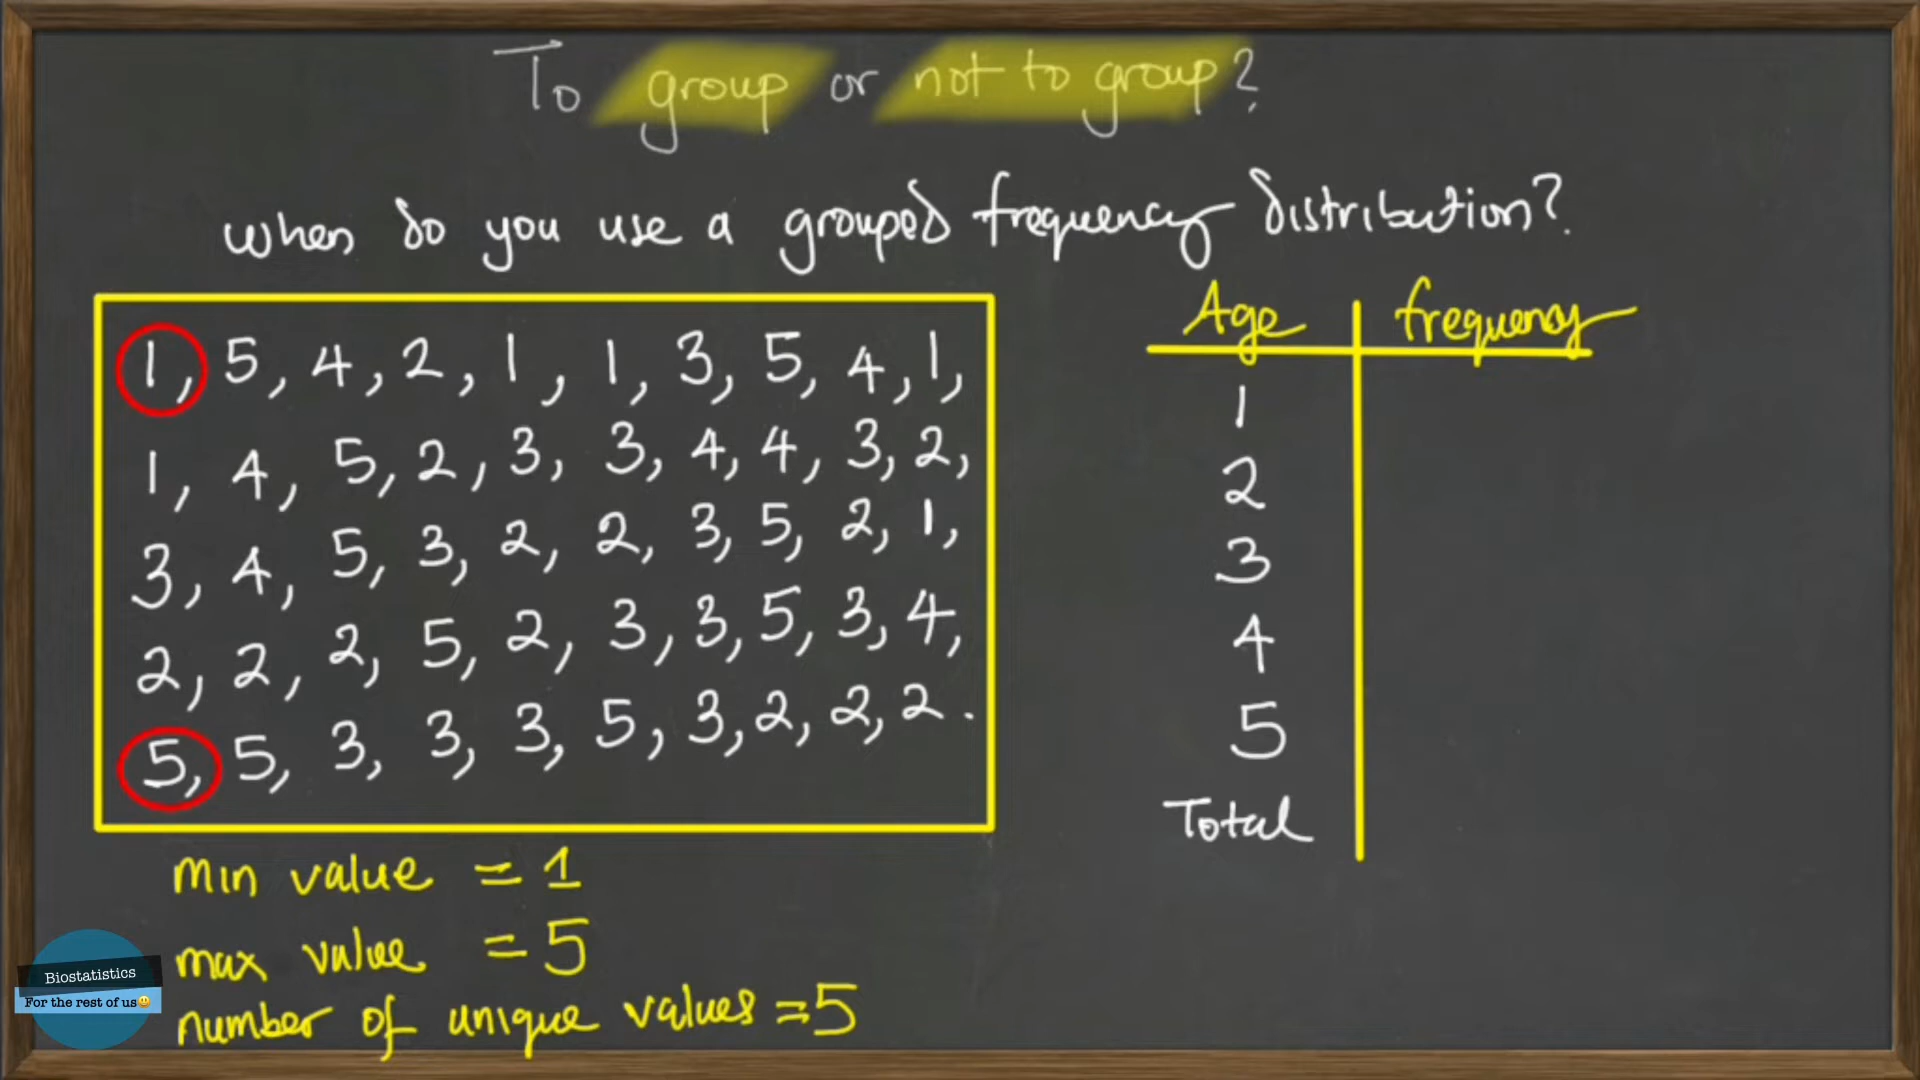 To group or not to group?
When do you use a grouped frequency distribution?
1, 5, 4, 2, 1, 1, 3, 5, 4, 1,
1, 4, 5, 2, 3, 3, 4, 4, 3, 2,
3, 4, 5, 3, 2, 2, 3, 5, 2, 1,
2, 2, 2, 5, 2, 3, 3, 5, 3, 4,
5, 5, 3, 3, 3, 5, 3, 2, 2, 2.
min value = 1
max value = 5
number of unique values = 5
Age frequency
1
2
3
4
5
Total
Biostatistics
For the rest of us😃